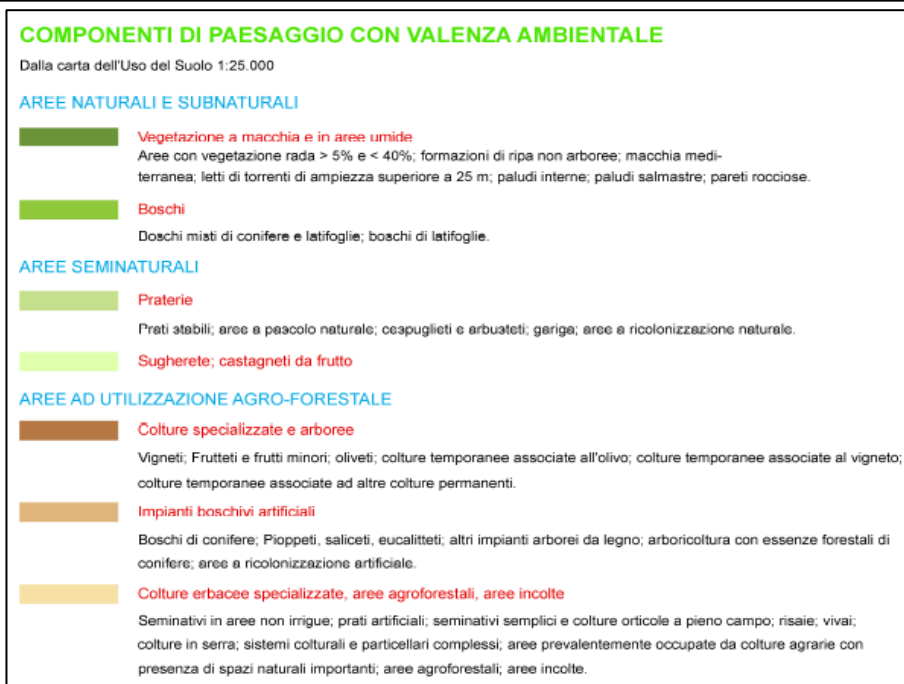 COMPONENTI DI PAESAGGIO CON VALENZA AMBIENTALE
Dalla carta dell'Uso del Suolo 1:25.000
AREE NATURALI E SUBNATURALI
Vegetazione a macchia e in aree umide
Aree con vegetazione rada > 5% e < 40%; formazioni di ripa non arboree; macchia medi-
terranea; letti di torrenti di ampiezza superiore a 25 m; paludi interne; paludi salmastre; pareti rocciose.
Boschi
Boschi misti di conifere e latifoglie; boschi di latifoglie.
AREE SEMINATURALI
Praterie
Prati stabili; aree a pascolo naturale; cespuglieti e arbusteti; gariga; aree a ricolonizzazione naturale.
Sugherete; castagneti da frutto
AREE AD UTILIZZAZIONE AGRO-FORESTALE
Colture specializzate e arboree
Vigneti; Frutteti e frutti minori; oliveti; colture temporanee associate all'olivo; colture temporanee associate al vigneto;
colture temporanee associate ad altre colture permanenti.
Impianti boschivi artificiali
Boschi di conifere; Pioppeti, saliceti, eucalitteti; altri impianti arborei da legno; arboricoltura con essenze forestali di
conifere; aree a ricolonizzazione artificiale.
Colture erbacee specializzate, aree agroforestali, aree incolte
Seminativi in aree non irrigue; prati artificiali; seminativi semplici e colture orticole a pieno campo; risaie; vivai;
colture in serra; sistemi colturali e particellari complessi; aree prevalentemente occupate da colture agrarie con
presenza di spazi naturali importanti; aree agroforestali; aree incolte.